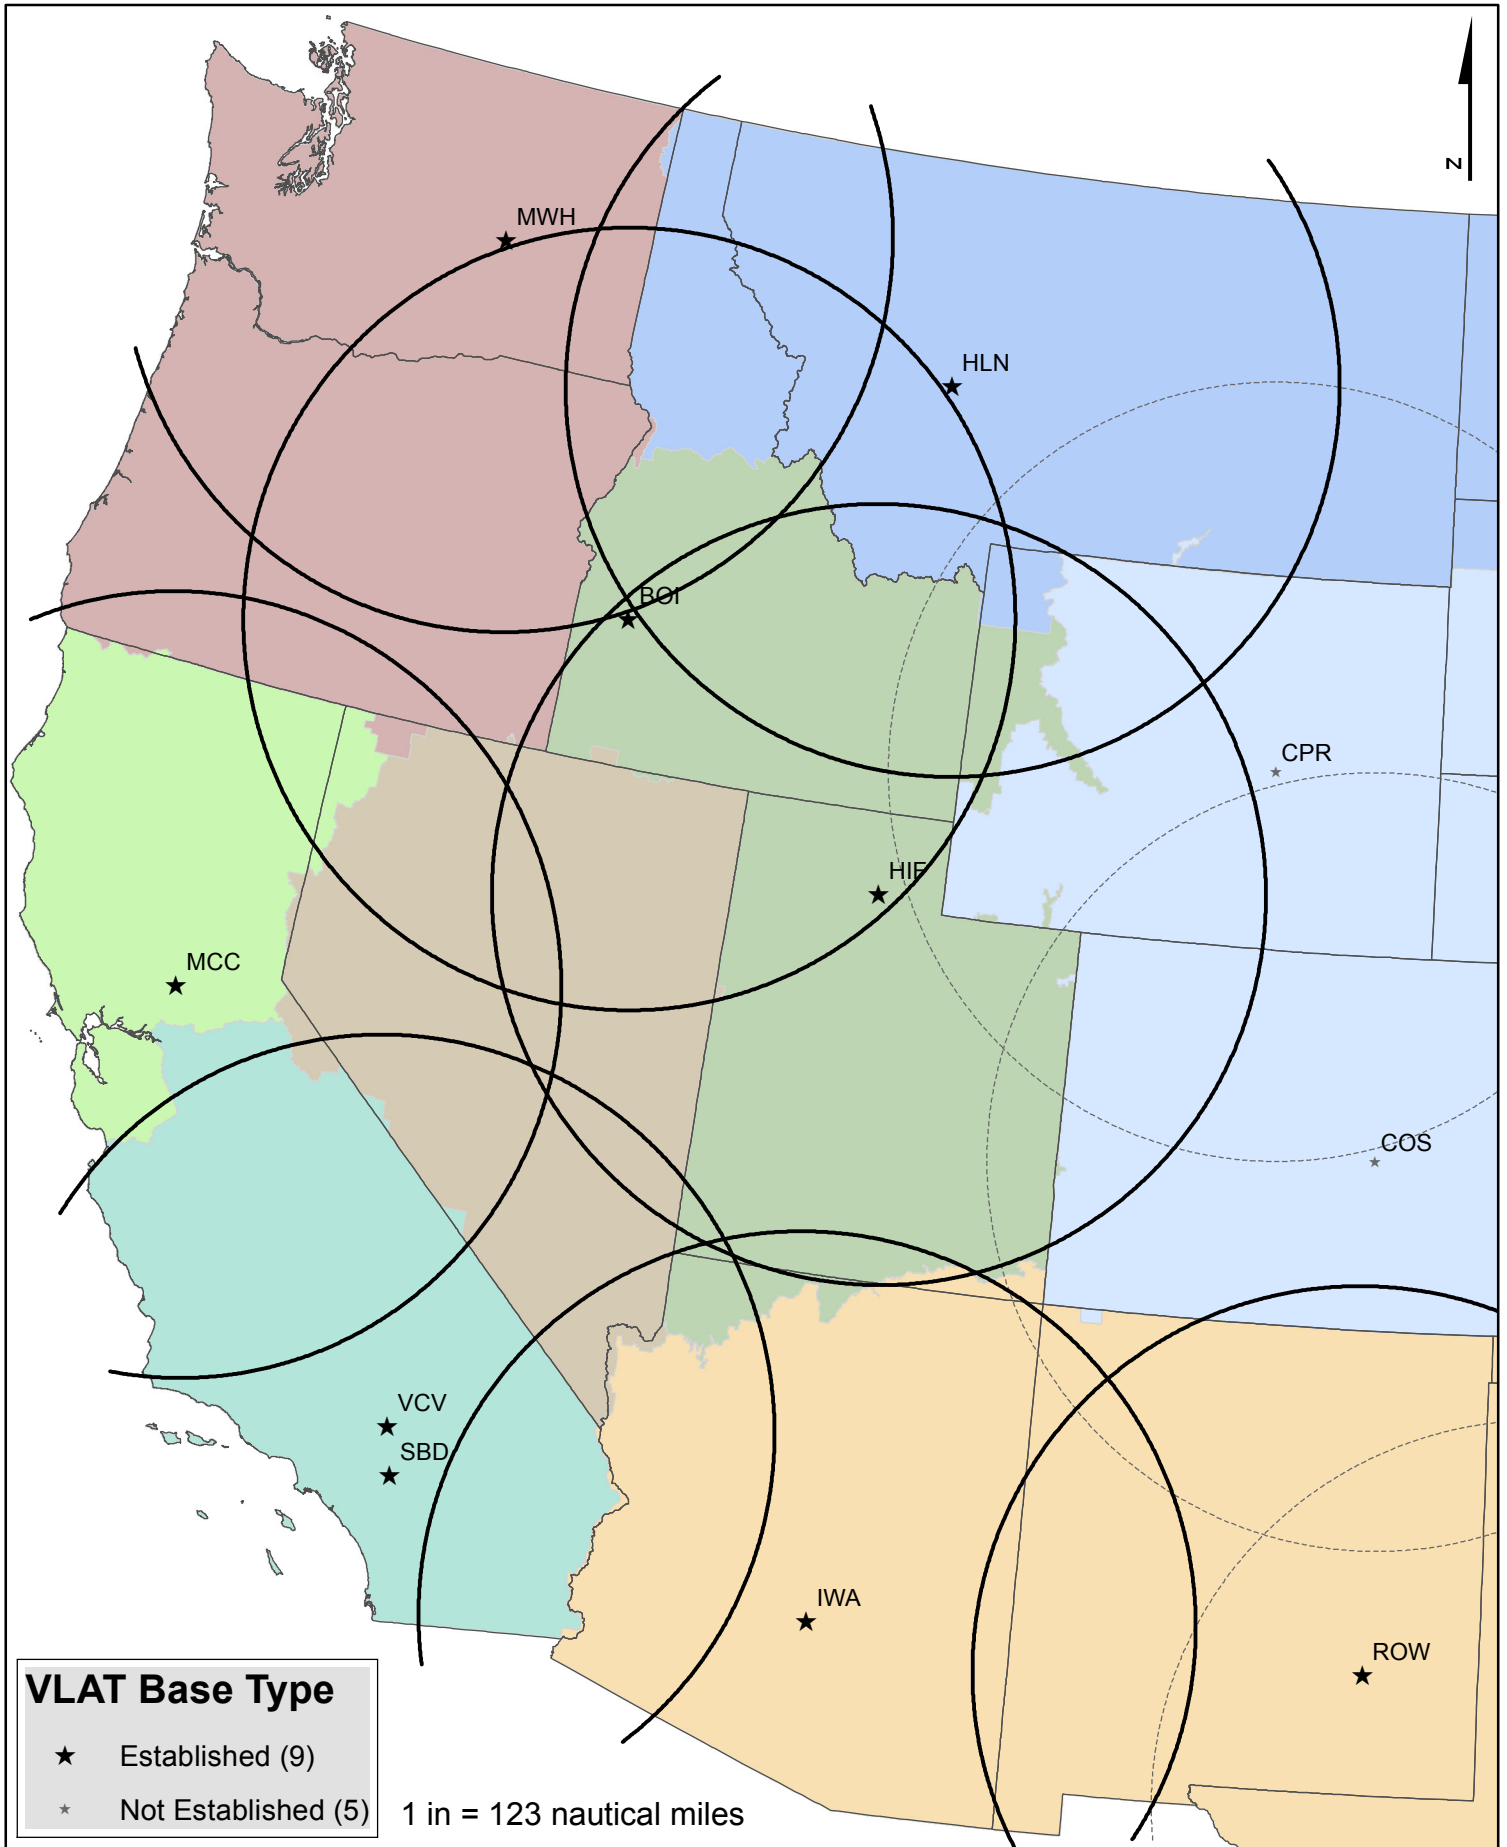 Z
MWH
HLN
BOI
CPR
HIF
MCC
COS
VCV
SBD
IWA
ROW
VLAT Base Type
Established (9)
Not Established (5)
1 in = 123 nautical miles